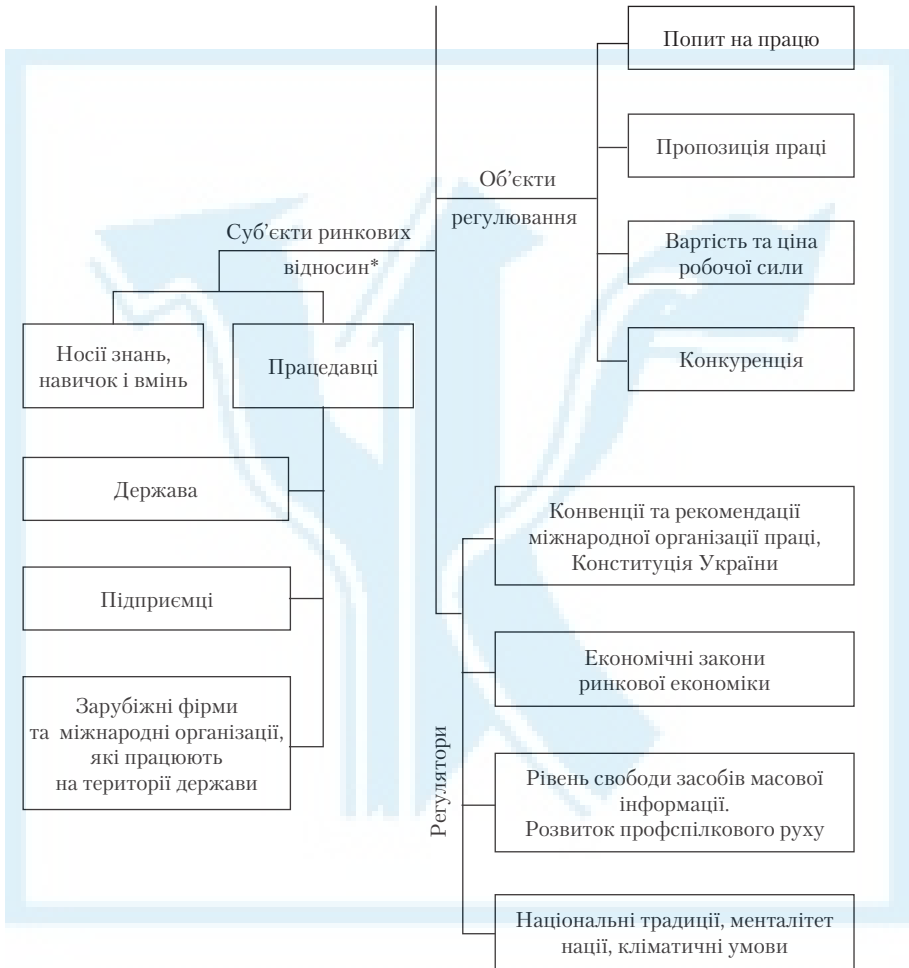 Попит на працю
Пропозиція праці
Об’єкти
регулювання
Вартість та ціна
робочої сили
Конкуренція
Суб’єкти ринкових
відносин*
Носії знань,
навичок і вмінь
Працедавці
Держава
Підприємці
Зарубіжні фірми
та міжнародні організації,
які працюють
на території держави
Регулятори
Конвенції та рекомендації
міжнародної організації праці,
Конституція України
Економічні закони
ринкової економіки
Рівень свободи засобів масової
інформації.
Розвиток профспілкового руху
Національні традиції, менталітет
нації, кліматичні умови